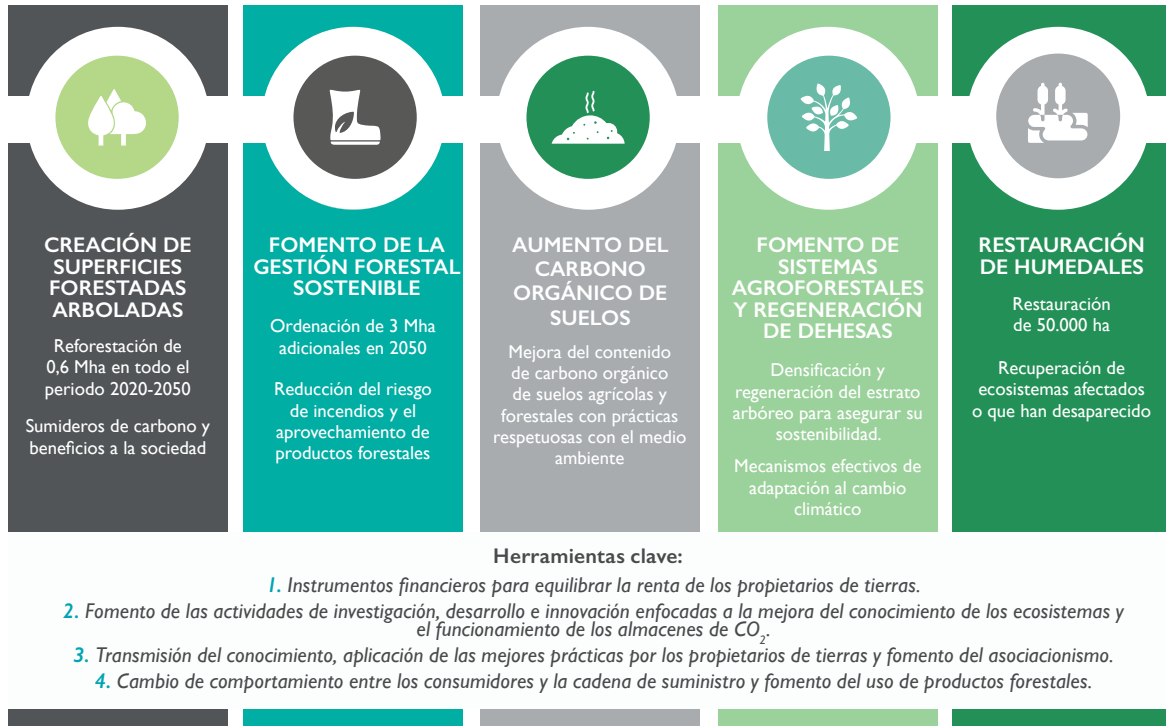 CREACIÓN DE
SUPERFICIES
FORESTADAS
ARBOLADAS
Reforestación de
0,6 Mha en todo el
periodo 2020-2050
Sumideros de carbono y
beneficios a la sociedad
FOMENTO DE LA
GESTIÓN FORESTAL
SOSTENIBLE
Ordenación de 3 Mha
adicionales en 2050
Reducción del riesgo
de incendios y el
aprovechamiento de
productos forestales
AUMENTO DEL
CARBONO
ORGÁNICO DE
SUELOS
Mejora del contenido
de carbono orgánico
de suelos agrícolas y
forestales con prácticas
respetuosas con el medio
ambiente
FOMENTO DE
SISTEMAS
AGROFORESTALES
Y REGENERACIÓN
DE DEHESAS
Densificación y
regeneración del estrato
arbóreo para asegurar su
sostenibilidad.
Mecanismos efectivos de
adaptación al cambio
climático
RESTAURACIÓN
DE HUMEDALES
Restauración
de 50.000 ha
Recuperación de
ecosistemas afectados
o que han desaparecido
Herramientas clave:
1. Instrumentos financieros para equilibrar la renta de los propietarios de tierras.
2. Fomento de las actividades de investigación, desarrollo e innovación enfocadas a la mejora del conocimiento de los ecosistemas y
el funcionamiento de los almacenes de CO₂.
3. Transmisión del conocimiento, aplicación de las mejores prácticas por los propietarios de tierras y fomento del asociacionismo.
4. Cambio de comportamiento entre los consumidores y la cadena de suministro y fomento del uso de productos forestales.